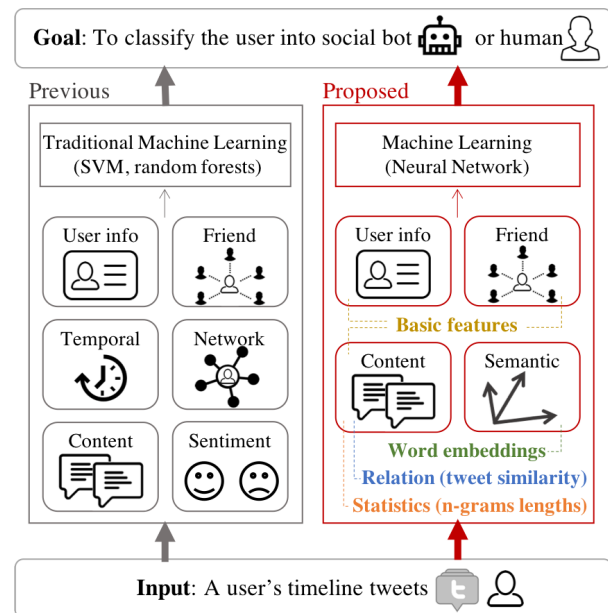 Goal: To classify the user into social bot or human
Previous
Proposed
Traditional Machine Learning
(SVM, random forests)
Machine Learning
(Neural Network)
User info
Friend
Temporal
Network
Content
Sentiment
User info
Friend
Basic features
Content
Semantic
Word embeddings
Relation (tweet similarity)
Statistics (n-grams lengths)
Input: A user's timeline tweets